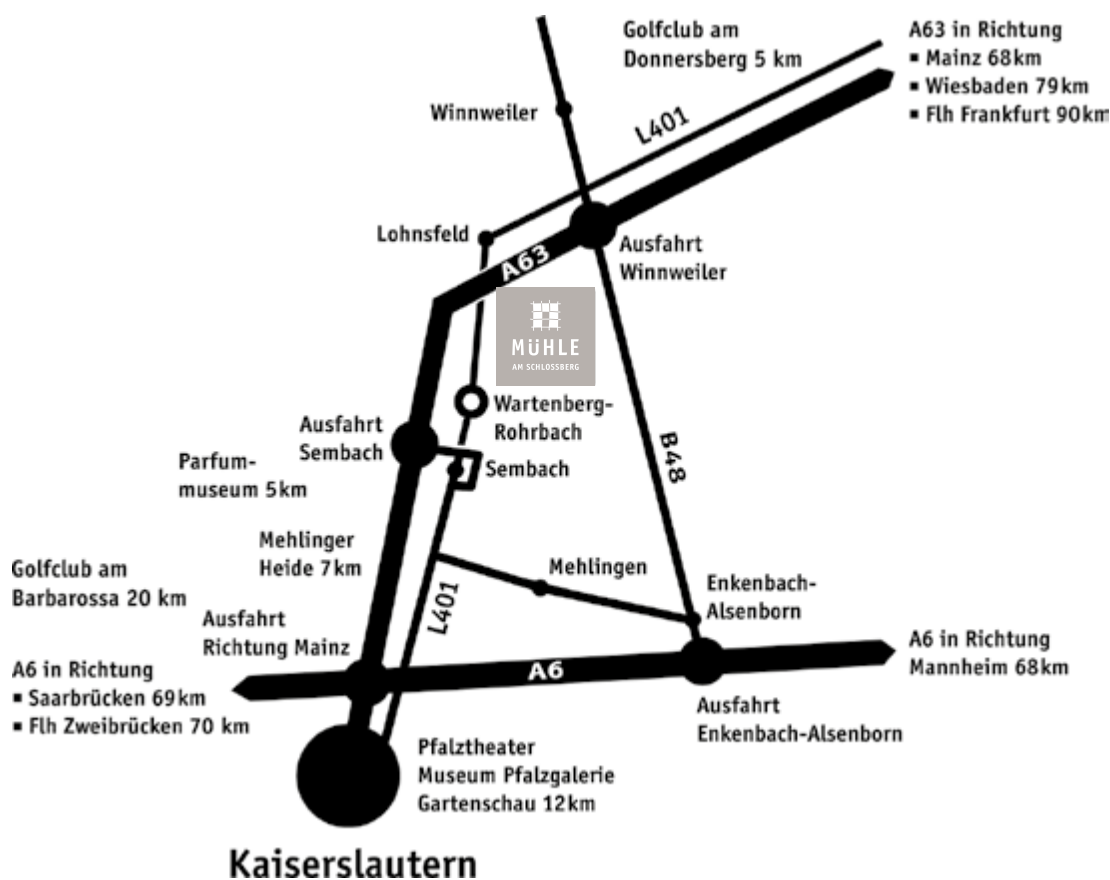 Golfclub am
Donnersberg 5 km
A63 in Richtung
▪ Mainz 68km
▪ Wiesbaden 79km
▪ Flh Frankfurt 90km
Winnweiler
L401
Lohnsfeld
Ausfahrt
Winnweiler
A63
MÜHLE
AM SCHLOSSBERG
Wartenberg-
Rohrbach
Ausfahrt
Sembach
B48
Parfum-
museum 5km
Sembach
Mehlinger
Heide 7km
Mehlingen
Golfclub am
Barbarossa 20 km
Enkenbach-
Alsenborn
L401
Ausfahrt
Richtung Mainz
A6 in Richtung
Mannheim 68km
A6
A6 in Richtung
▪ Saarbrücken 69km
▪ Flh Zweibrücken 70 km
Ausfahrt
Enkenbach-Alsenborn
Pfalztheater
Museum Pfalzgalerie
Gartenschau 12km
Kaiserslautern